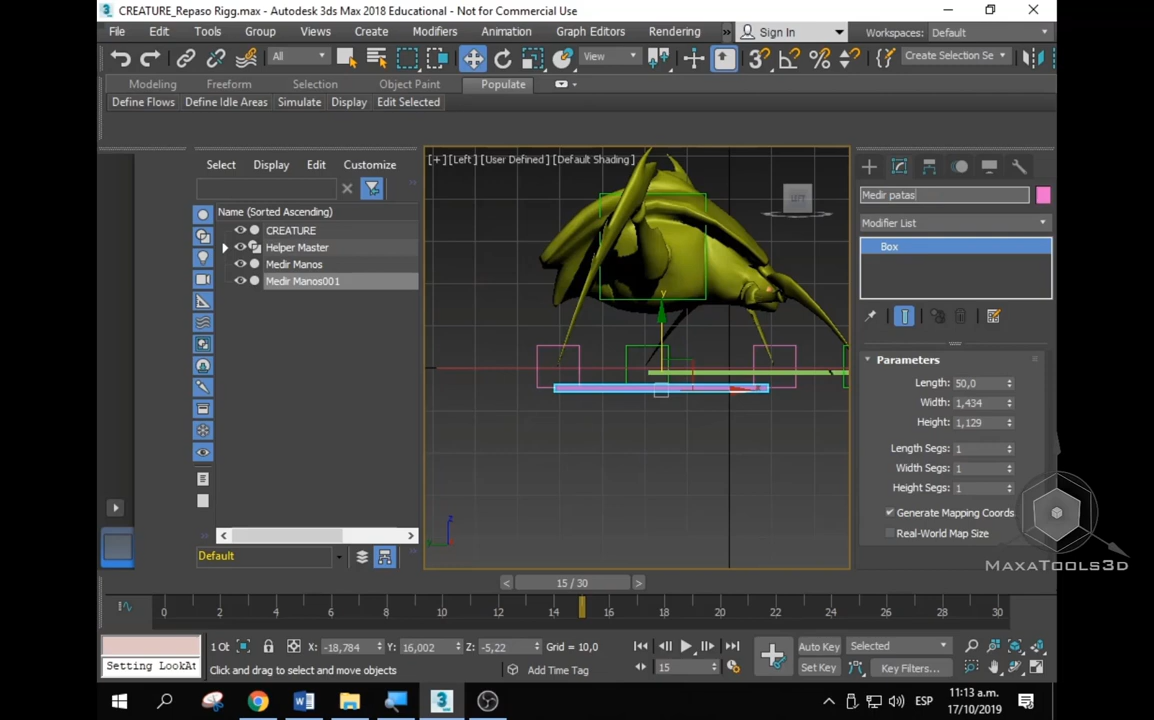 CREATURE_Repaso Rigg.max - Autodesk 3ds Max 2018 Educational - Not for Commercial Use
File Edit Tools Group Views Create Modifiers Animation Graph Editors Rendering Sign In Workspaces: Default
All View Create Selection Se
Modeling Freeform Selection Object Paint Populate
Define Flows Define Idle Areas Simulate Display Edit Selected
Select Display Edit Customize
[+] [Left] [User Defined] [Default Shading]
Medir patas
Name (Sorted Ascending)
Modifier List
CREATURE
Helper Master
Box
Medir Manos
Medir Manos001
y
Parameters
Length: 50,0
Width: 1,434
Height: 1,129
Length Segs: 1
Width Segs: 1
Height Segs: 1
Generate Mapping Coords.
Real-World Map Size
z
MAXATOOLS3D
Default
15 / 30
0 2 4 6 8 10 12 14 16 18 20 22 24 26 28 30
1 Ob X: -18,784 Y: 16,002 Z: -5,22 Grid = 10,0 Auto Key Selected
Setting LookAt Click and drag to select and move objects Add Time Tag 15 Set Key Key Filters...
ESP 11:13 a.m.
17/10/2019